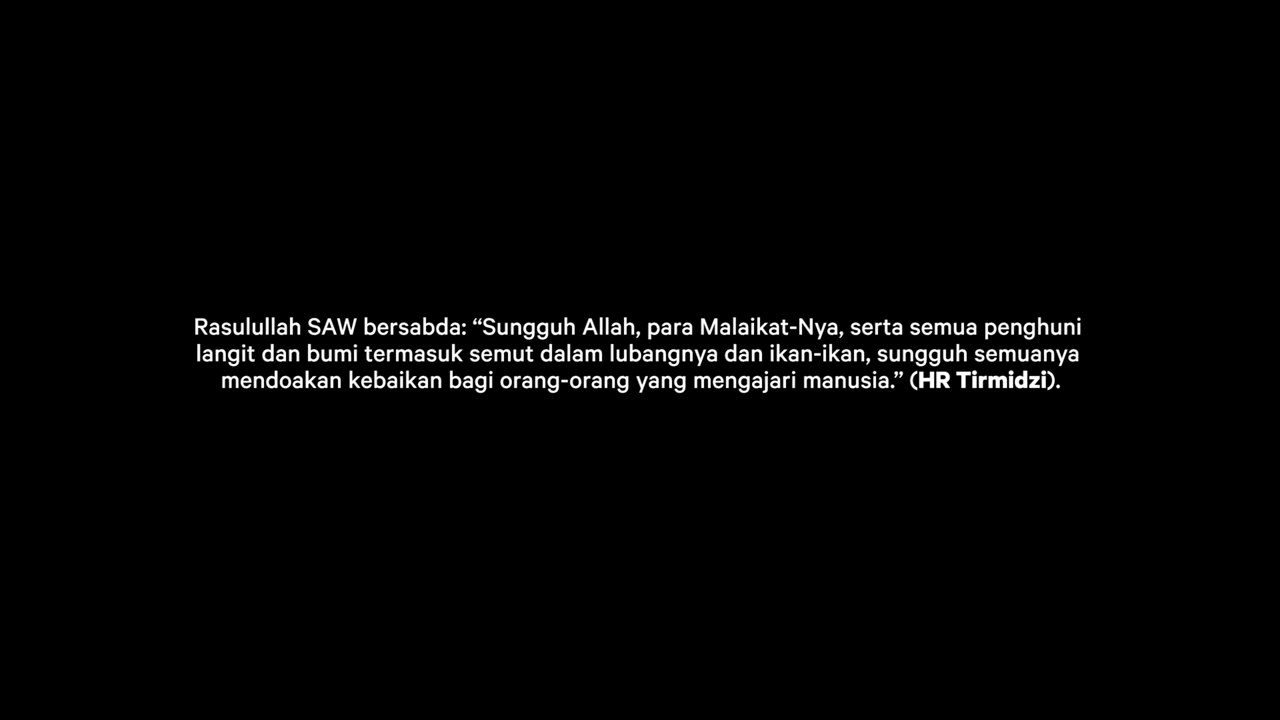 Rasulullah SAW bersabda: “Sungguh Allah, para Malaikat-Nya, serta semua penghuni
langit dan bumi termasuk semut dalam lubangnya dan ikan-ikan, sungguh semuanya
mendoakan kebaikan bagi orang-orang yang mengajari manusia.” (HR Tirmidzi).